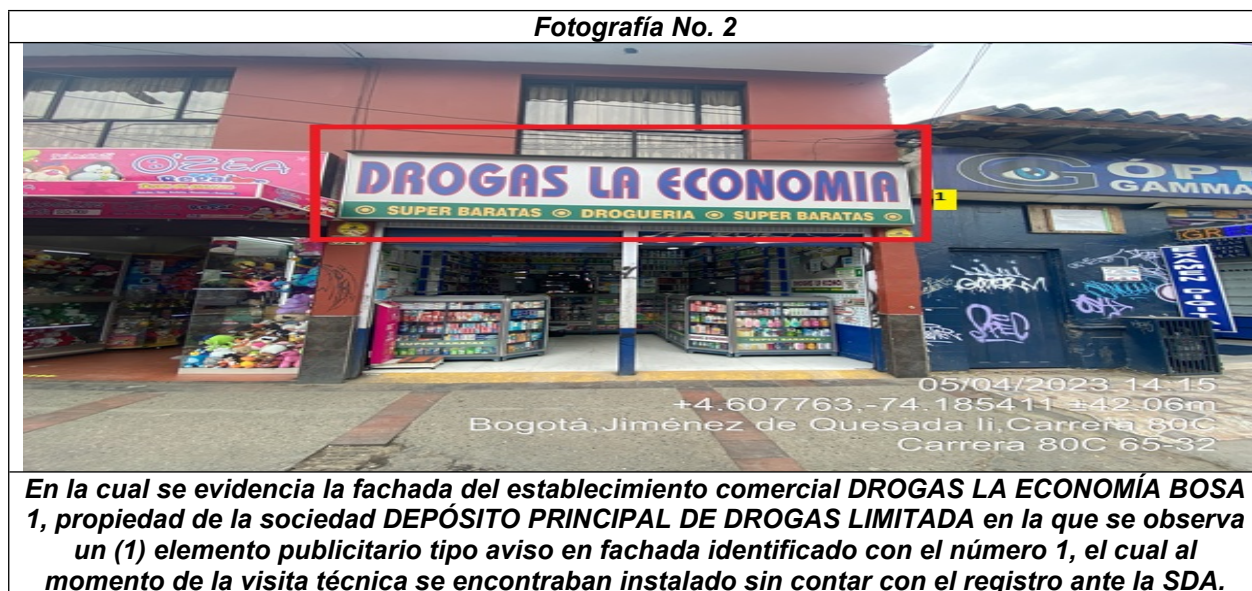 Fotografía No. 2
O'ZEA
DROGAS LA ECONOMIA
SUPER BARATAS DROGUERIA SUPER BARATAS
1
ÓPT
GAMMA
05/04/2023 14:15
+4.607763,-74.185411 ±42.06m
Bogotá,Jiménez de Quesada Ii,Carrera 80C
Carrera 80C 65-32
En la cual se evidencia la fachada del establecimiento comercial DROGAS LA ECONOMÍA BOSA
1, propiedad de la sociedad DEPÓSITO PRINCIPAL DE DROGAS LIMITADA en la que se observa
un (1) elemento publicitario tipo aviso en fachada identificado con el número 1, el cual al
momento de la visita técnica se encontraban instalado sin contar con el registro ante la SDA.